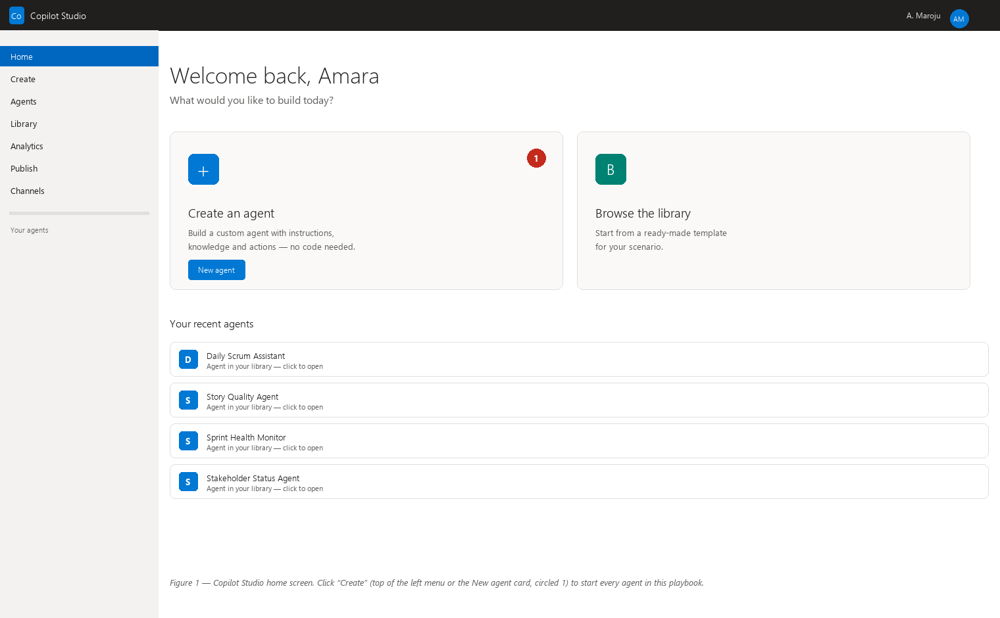 Co Copilot Studio
A. Maroju AM
Home
Create
Agents
Library
Analytics
Publish
Channels
Your agents
Welcome back, Amara
What would you like to build today?
+
1
Create an agent
Build a custom agent with instructions,
knowledge and actions — no code needed.
New agent
B
Browse the library
Start from a ready-made template
for your scenario.
Your recent agents
D
Daily Scrum Assistant
Agent in your library — click to open
S
Story Quality Agent
Agent in your library — click to open
S
Sprint Health Monitor
Agent in your library — click to open
S
Stakeholder Status Agent
Agent in your library — click to open
Figure 1 — Copilot Studio home screen. Click "Create" (top of the left menu or the New agent card, circled 1) to start every agent in this playbook.